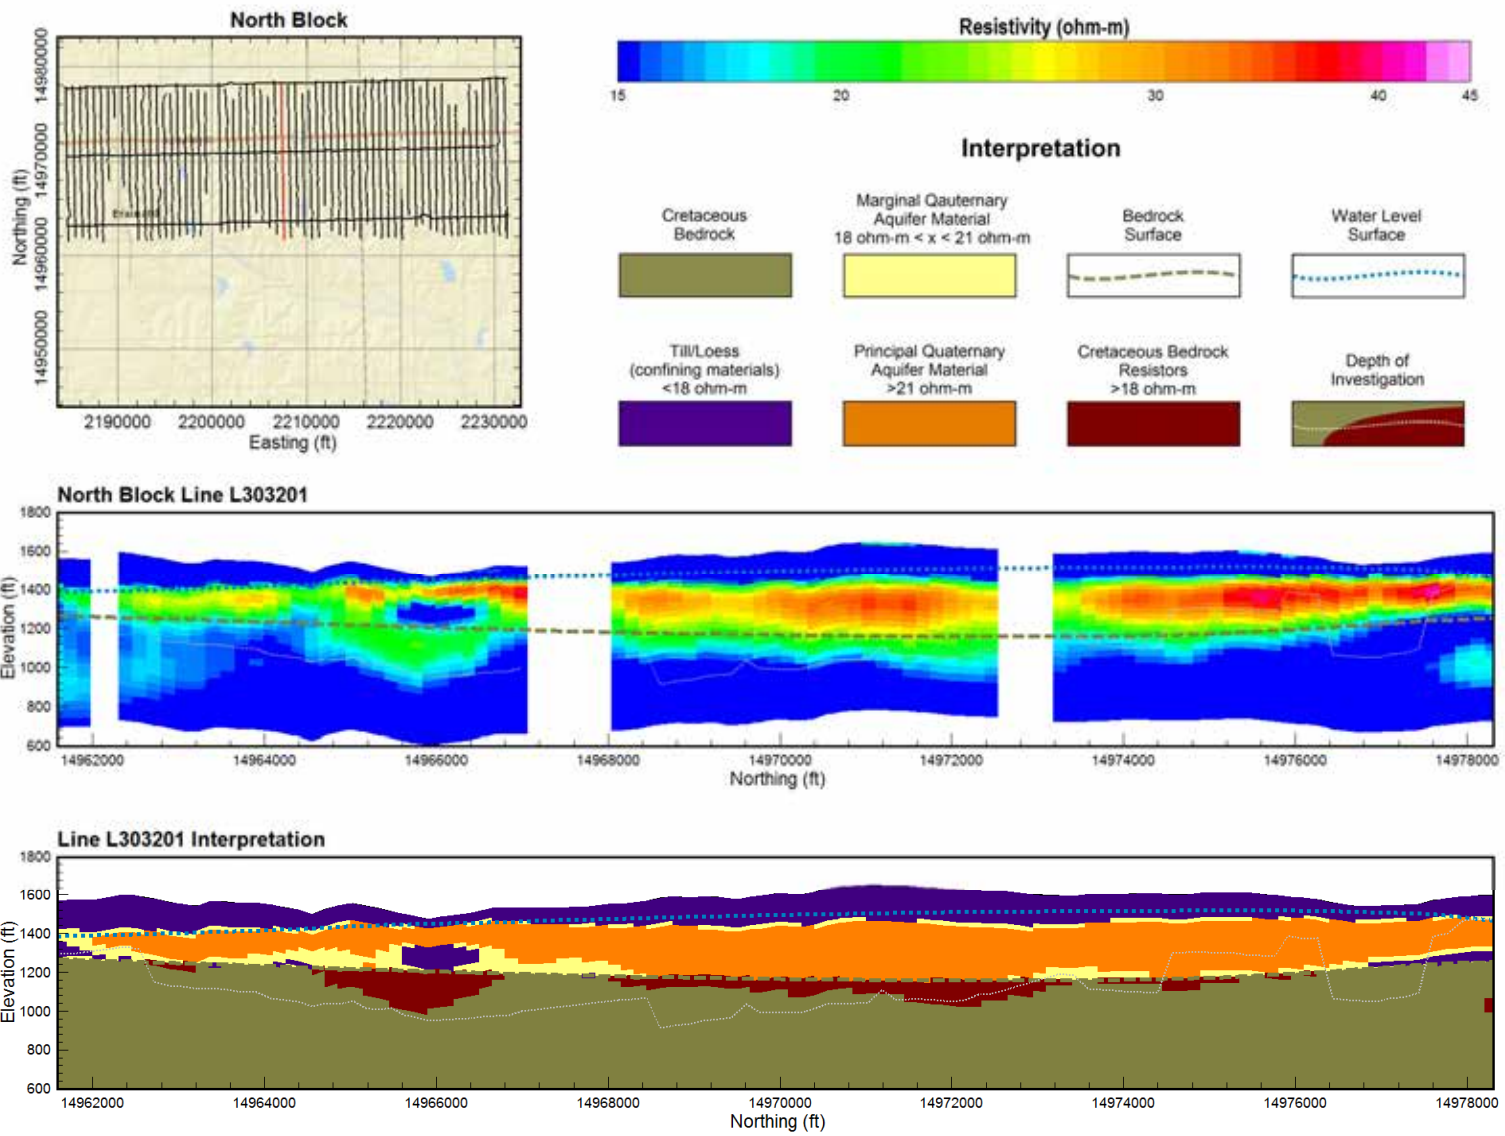 North Block
14980000
14970000
14960000
14950000
Northing (ft)
2190000 2200000 2210000 2220000 2230000
Easting (ft)
Resistivity (ohm-m)
15 20 30 40 45
Interpretation
Cretaceous
Bedrock
Marginal Qauternary
Aquifer Material
18 ohm-m < x < 21 ohm-m
Bedrock
Surface
Water Level
Surface
Till/Loess
(confining materials)
<18 ohm-m
Principal Quaternary
Aquifer Material
>21 ohm-m
Cretaceous Bedrock
Resistors
>18 ohm-m
Depth of
Investigation
North Block Line L303201
1800
1600
1400
1200
1000
800
600
Elevation (ft)
14962000 14964000 14966000 14968000 14970000 14972000 14974000 14976000 14978000
Northing (ft)
Line L303201 Interpretation
1800
1600
1400
1200
1000
800
600
Elevation (ft)
14962000 14964000 14966000 14968000 14970000 14972000 14974000 14976000 14978000
Northing (ft)